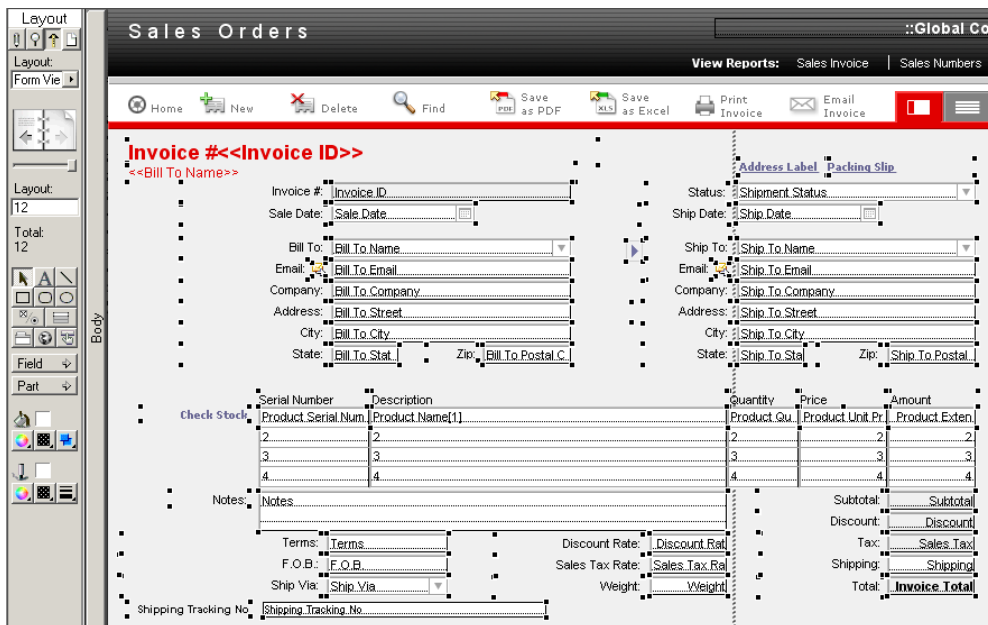 Layout
Layout:
Form Vie
Layout:
12
Total:
12
A
Field
Part
Body
Sales Orders
::Global Co
View Reports: Sales Invoice | Sales Numbers
Home New Delete Find Save as PDF Save as Excel Print Invoice Email Invoice
Invoice #<<Invoice ID>>
<<Bill To Name>>
Address Label Packing Slip
Invoice #: Invoice ID Status: Shipment Status
Sale Date: Sale Date Ship Date: Ship Date
Bill To: Bill To Name Ship To: Ship To Name
Email: Bill To Email Email: Ship To Email
Company: Bill To Company Company: Ship To Company
Address: Bill To Street Address: Ship To Street
City: Bill To City City: Ship To City
State: Bill To Stat Zip: Bill To Postal C State: Ship To Sta Zip: Ship To Postal
Serial Number Description Quantity Price Amount
Check Stock Product Serial Num Product Name[1] Product Qu Product Unit Pr Product Exten
2 2 2 2 2
3 3 3 3 3
4 4 4 4 4
Notes: Notes Subtotal: Subtotal
Discount: Discount
Terms: Terms Discount Rate: Discount Rat Tax: Sales Tax
F.O.B.: F.O.B. Sales Tax Rate: Sales Tax Ra Shipping: Shipping
Ship Via: Ship Via Weight: Weight Total: Invoice Total
Shipping Tracking No Shipping Tracking No